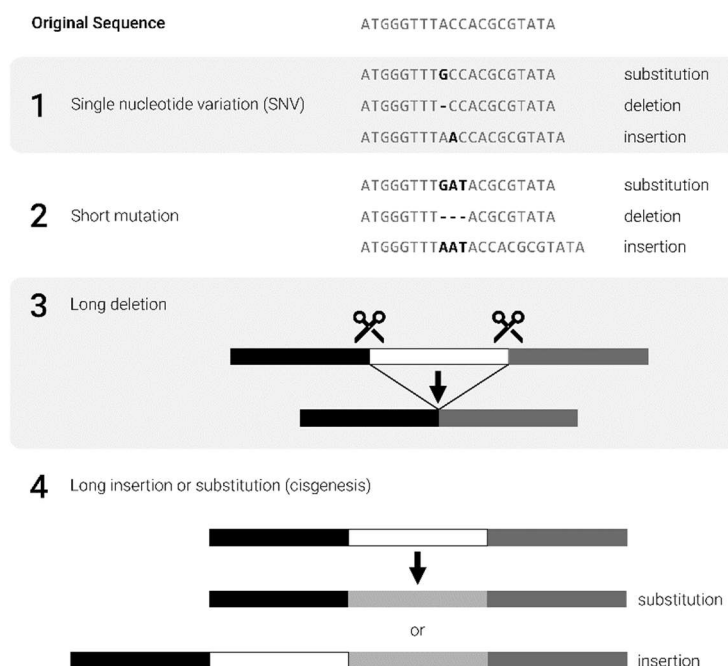 Original Sequence ATGGGTTTACCACGCGTATA
ATGGGTTTGCCACGCGTATA substitution
1 Single nucleotide variation (SNV) ATGGGTTT-CCACGCGTATA deletion
ATGGGTTTAACCACGCGTATA insertion
ATGGGTTTGATACGCGTATA substitution
2 Short mutation ATGGGTTT---ACGCGTATA deletion
ATGGGTTTAATACCACGCGTATA insertion
3 Long deletion
4 Long insertion or substitution (cisgenesis)
substitution
or
insertion